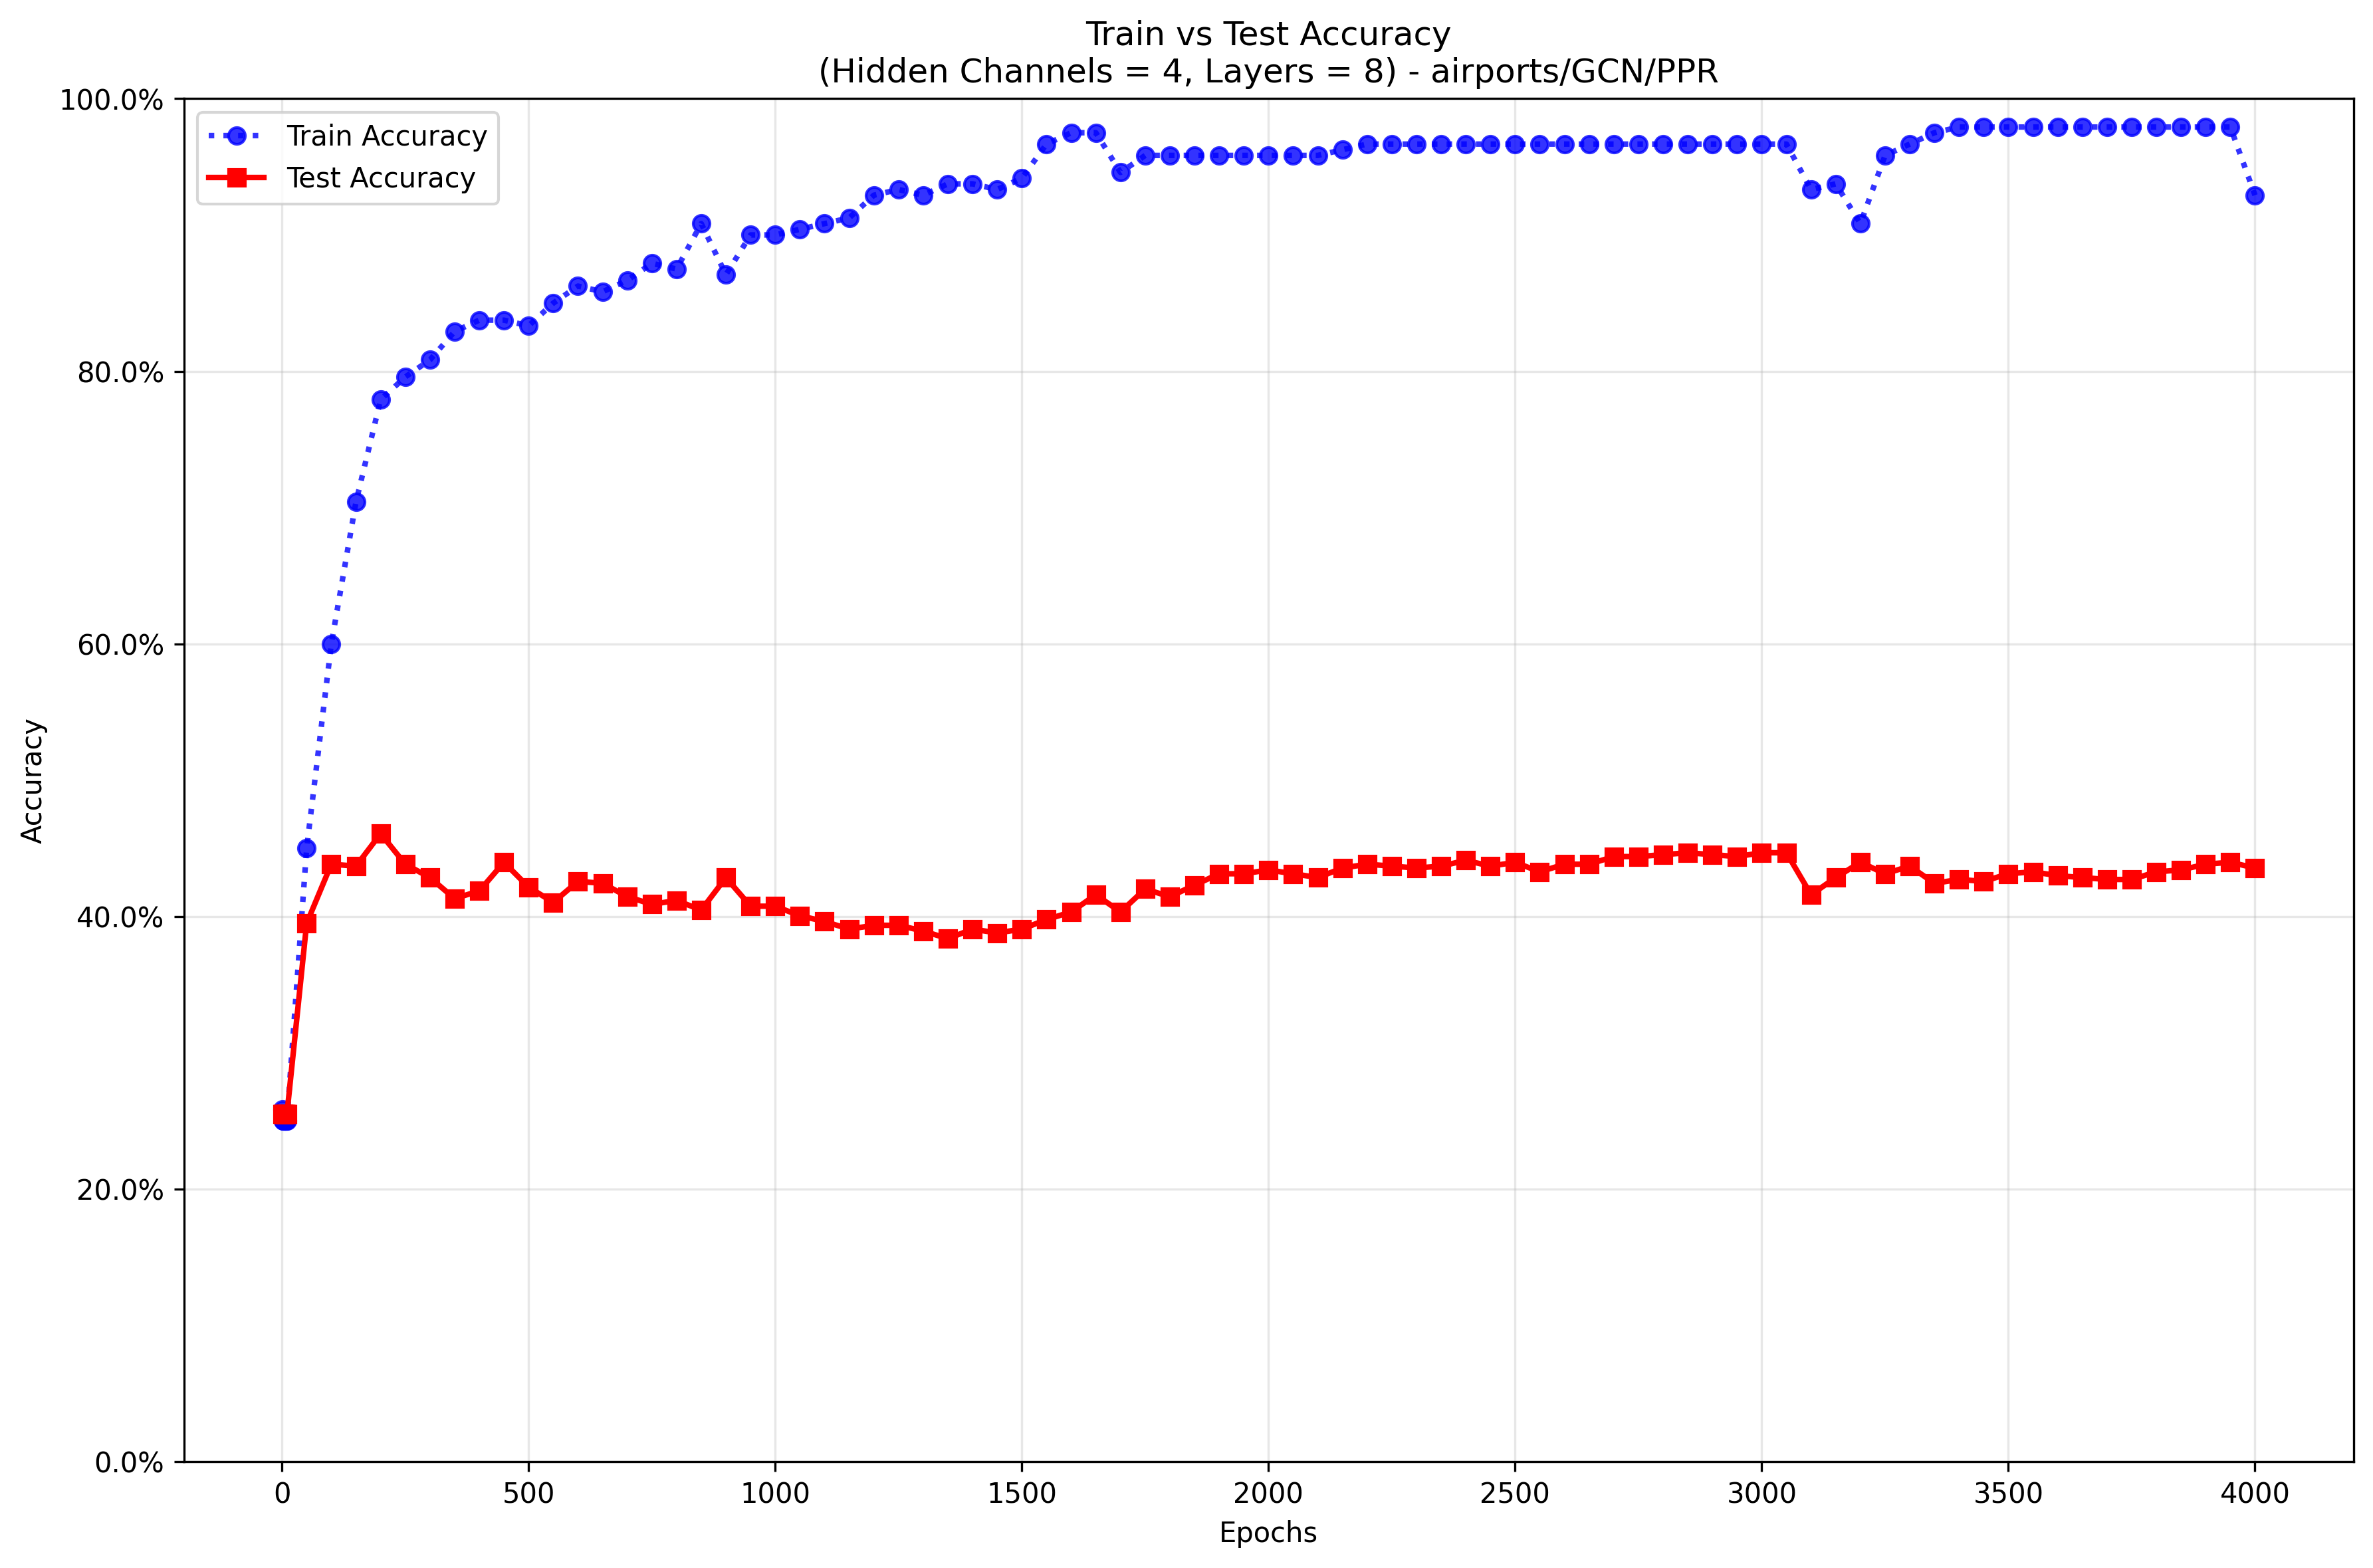 Train vs Test Accuracy
(Hidden Channels = 4, Layers = 8) - airports/GCN/PPR
Train Accuracy
Test Accuracy
Accuracy
100.0%
80.0%
60.0%
40.0%
20.0%
0.0%
0 500 1000 1500 2000 2500 3000 3500 4000
Epochs